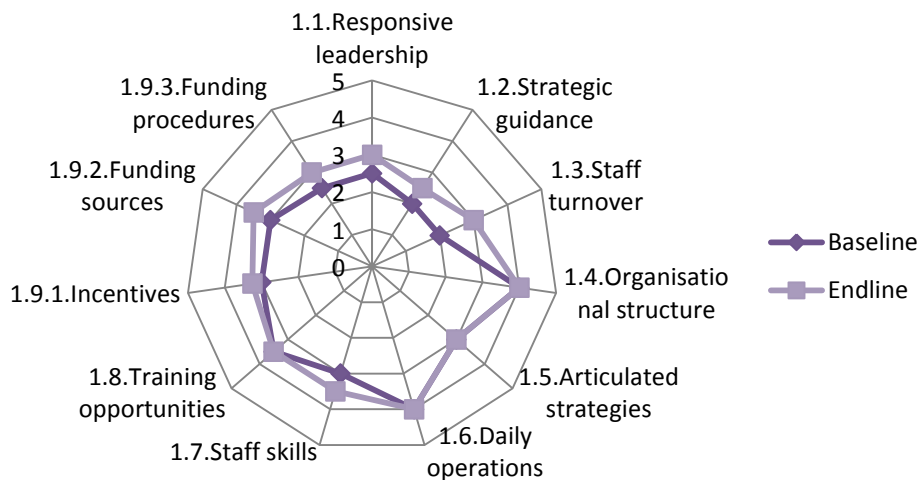 1.1.Responsive
leadership
1.2.Strategic
guidance
1.3.Staff
turnover
1.4.Organisatio
nal structure
1.5.Articulated
strategies
1.6.Daily
operations
1.7.Staff skills
1.8.Training
opportunities
1.9.1.Incentives
1.9.2.Funding
sources
1.9.3.Funding
procedures
5
4
3
2
1
0
Baseline
Endline